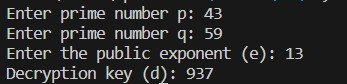 Enter prime number p: 43
Enter prime number q: 59
Enter the public exponent (e): 13
Decryption key (d): 937